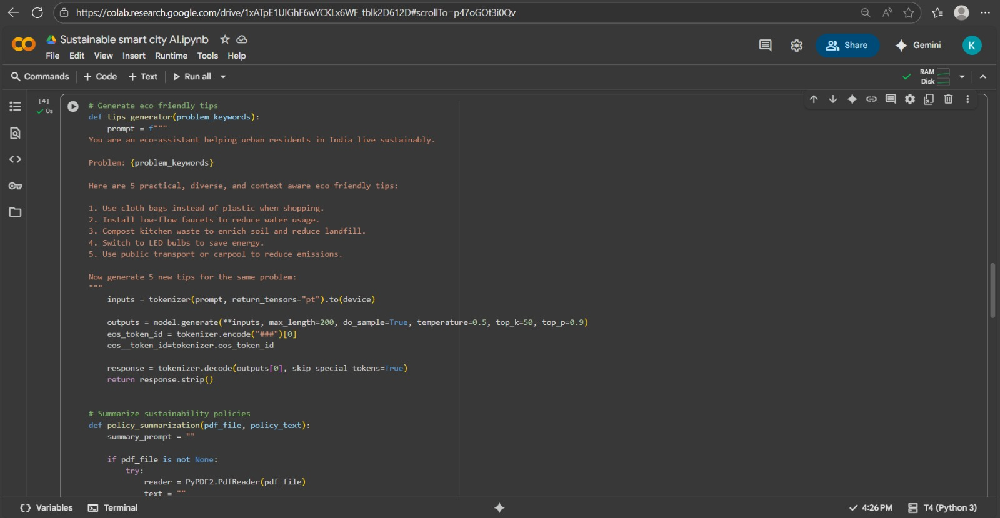 https://colab.research.google.com/drive/1xATpE1UIGhF6wYCKLx6WF_tblk2D612D#scrollTo=p47oGOt3i0Qv
Sustainable smart city AI.ipynb
File Edit View Insert Runtime Tools Help
Share
Gemini
K
Commands + Code + Text Run all
RAM
Disk
[4]
0s
# Generate eco-friendly tips
def tips_generator(problem_keywords):
    prompt = f"""
You are an eco-assistant helping urban residents in India live sustainably.
Problem: {problem_keywords}
Here are 5 practical, diverse, and context-aware eco-friendly tips:
1. Use cloth bags instead of plastic when shopping.
2. Install low-flow faucets to reduce water usage.
3. Compost kitchen waste to enrich soil and reduce landfill.
4. Switch to LED bulbs to save energy.
5. Use public transport or carpool to reduce emissions.
Now generate 5 new tips for the same problem:
"""
    inputs = tokenizer(prompt, return_tensors="pt").to(device)
    outputs = model.generate(**inputs, max_length=200, do_sample=True, temperature=0.5, top_k=50, top_p=0.9)
    eos_token_id = tokenizer.encode("###")[0]
    eos__token_id=tokenizer.eos_token_id
    response = tokenizer.decode(outputs[0], skip_special_tokens=True)
    return response.strip()
# Summarize sustainability policies
def policy_summarization(pdf_file, policy_text):
    summary_prompt = ""
    if pdf_file is not None:
        try:
            reader = PyPDF2.PdfReader(pdf_file)
            text = ""
{} Variables Terminal
4:26 PM T4 (Python 3)